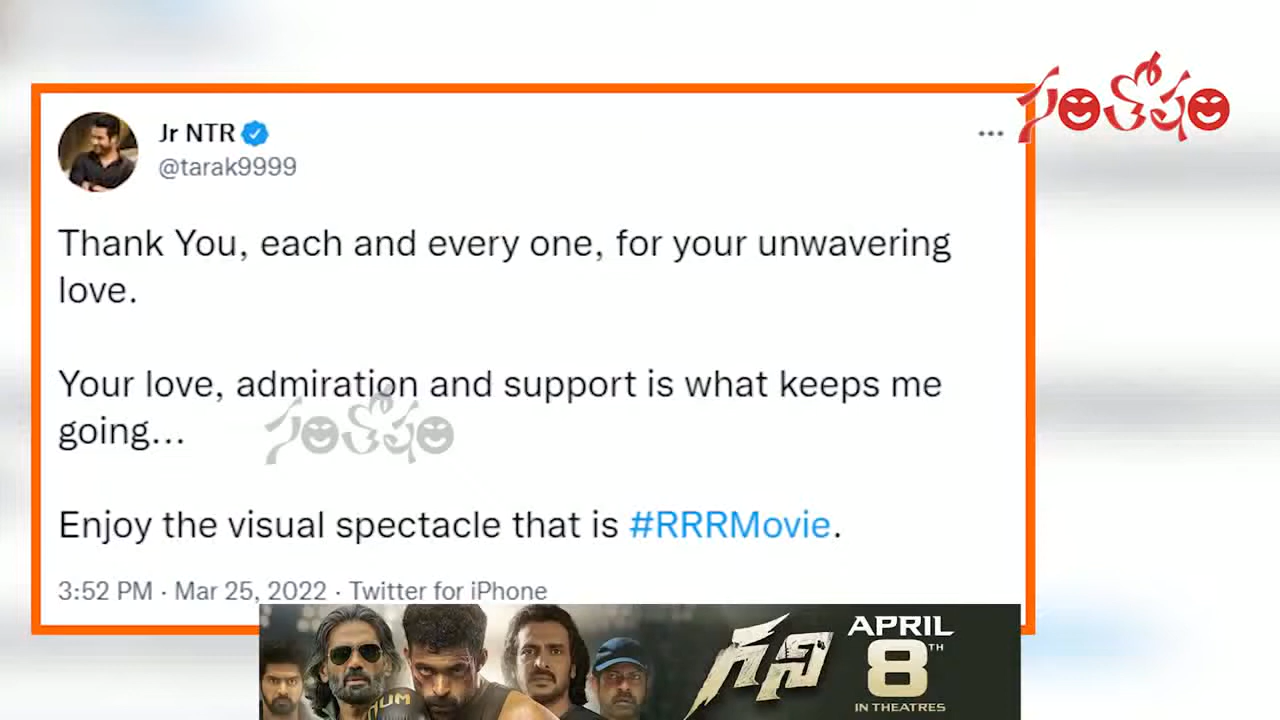 సంతోషం
Jr NTR
@tarak9999
Thank You, each and every one, for your unwavering
love.
Your love, admiration and support is what keeps me
going...
సంతోషం
Enjoy the visual spectacle that is #RRRMovie.
3:52 PM · Mar 25, 2022 · Twitter for iPhone
గని
APRIL
8TH
IN THEATRES